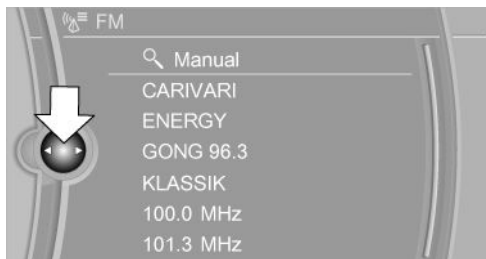 FM
Manual
CARIVARI
ENERGY
GONG 96.3
KLASSIK
100.0 MHz
101.3 MHz